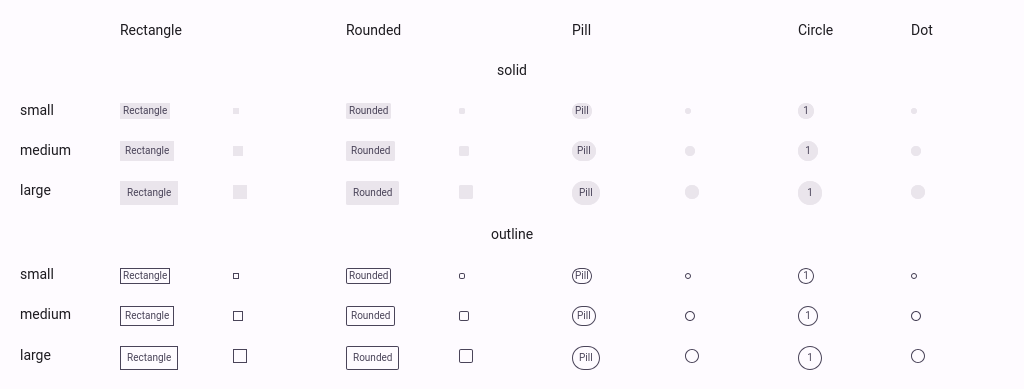 Rectangle Rounded Pill Circle Dot
solid
small Rectangle Rounded Pill 1
medium Rectangle Rounded Pill 1
large Rectangle Rounded Pill 1
outline
small Rectangle Rounded Pill 1
medium Rectangle Rounded Pill 1
large Rectangle Rounded Pill 1